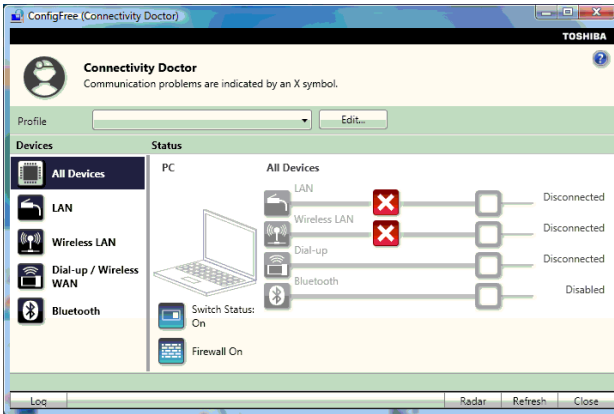 ConfigFree (Connectivity Doctor)
TOSHIBA
Connectivity Doctor
Communication problems are indicated by an X symbol.
Profile
Edit...
Devices
Status
All Devices
LAN
Wireless LAN
Dial-up / Wireless
WAN
Bluetooth
PC
Switch Status:
On
Firewall On
All Devices
LAN
Disconnected
Wireless LAN
Disconnected
Dial-up
Disconnected
Bluetooth
Disabled
Log
Radar
Refresh
Close